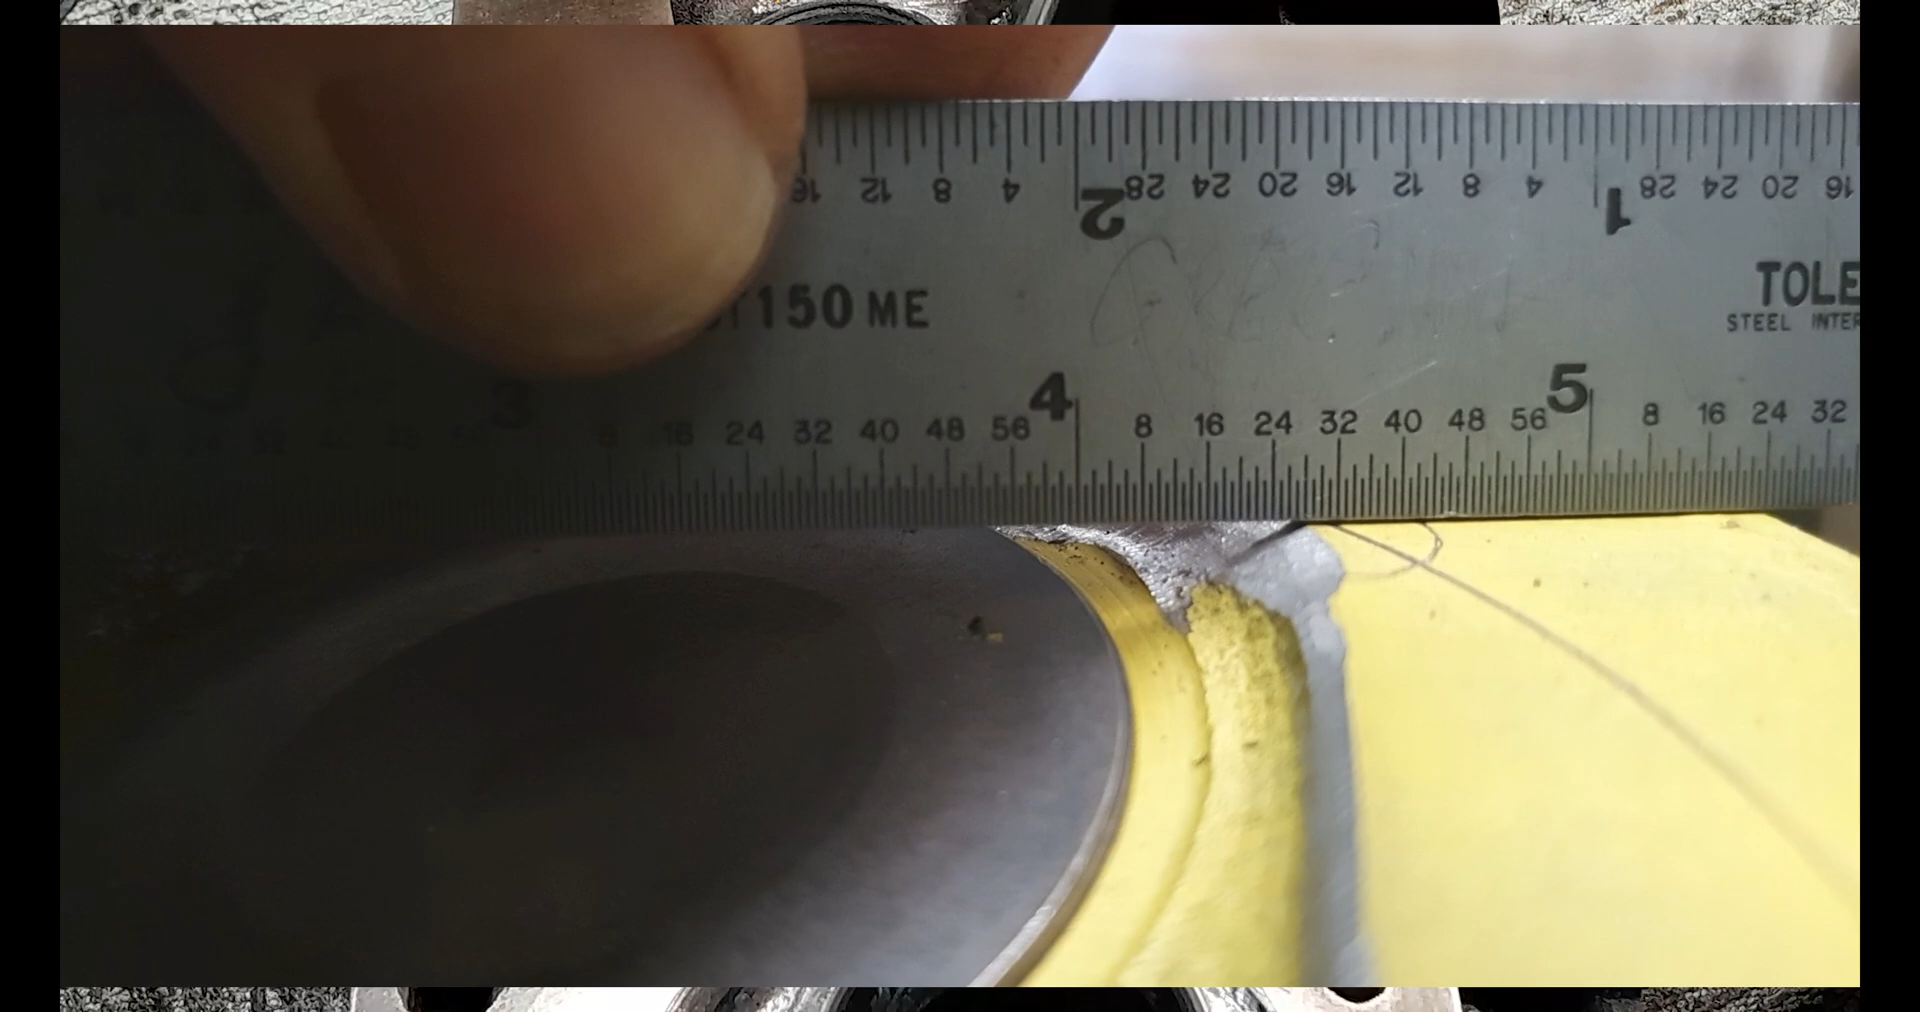 16 12 8 4 2 28 24 20 16 12 8 4 1 28 24 20 16
150 ME
TOLE
STEEL INTER
3 8 16 24 32 40 48 56 4 8 16 24 32 40 48 56 5 8 16 24 32